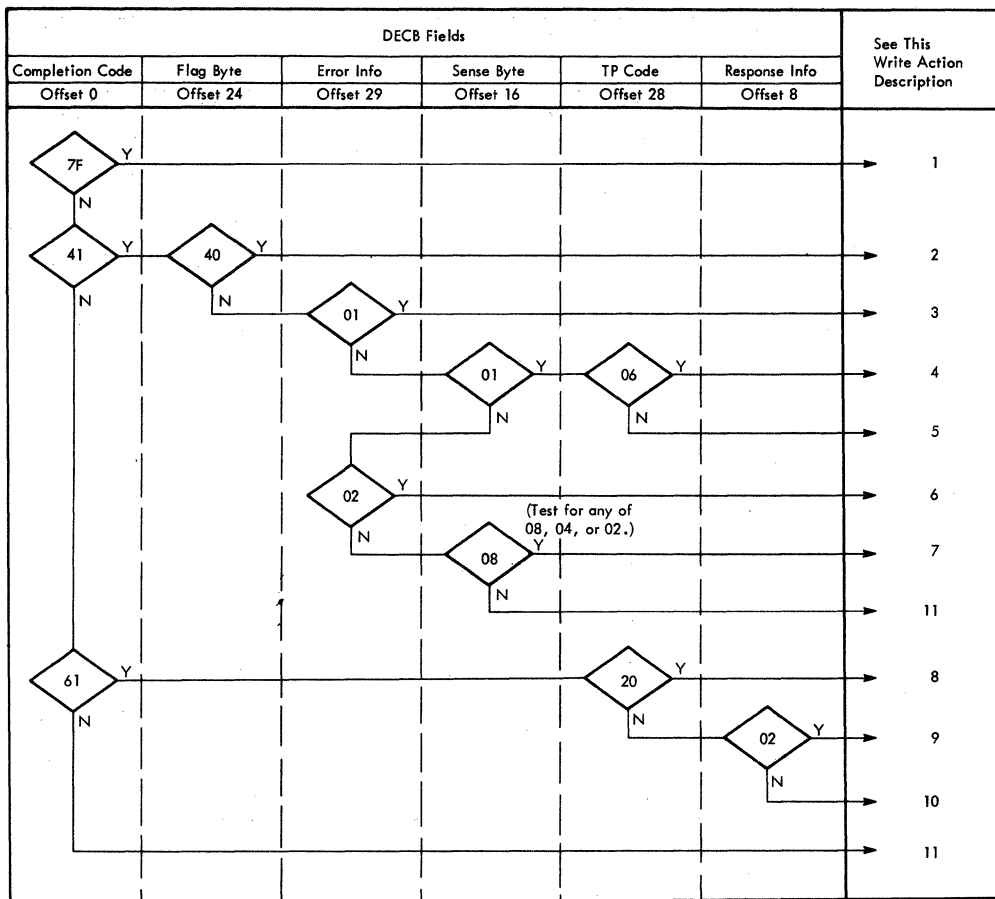 DECB Fields
See This
Write Action
Description
Completion Code Flag Byte Error Info Sense Byte TP Code Response Info
Offset 0 Offset 24 Offset 29 Offset 16 Offset 28 Offset 8
7F Y 1
N
41 Y 40 Y 2
N N
01 Y 3
N
01 Y 06 Y 4
N N
5
02 Y 6
(Test for any of
08, 04, or 02.)
N
08 Y 7
N
11
61 Y 20 Y 8
N N
02 Y 9
N
10
11